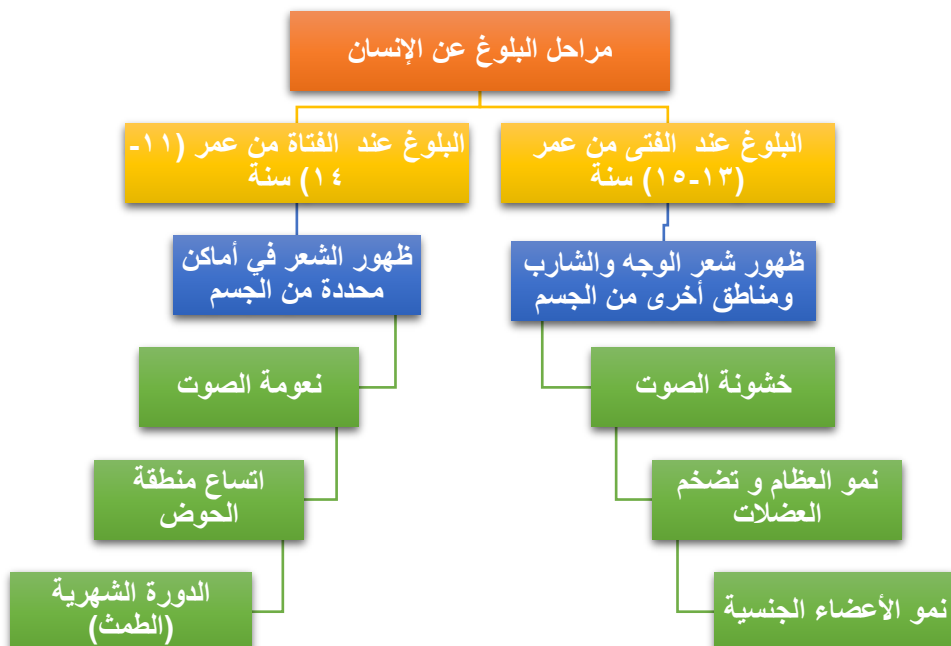 مراحل البلوغ عن الإنسان
البلوغ عند الفتى من عمر
(١٣-١٥) سنة
البلوغ عند الفتاة من عمر (١١-
١٤) سنة
ظهور شعر الوجه والشارب
ومناطق أخرى من الجسم
ظهور الشعر في أماكن
محددة من الجسم
خشونة الصوت
نعومة الصوت
نمو العظام و تضخم
العضلات
اتساع منطقة
الحوض
نمو الأعضاء الجنسية
الدورة الشهرية
(الطمث)